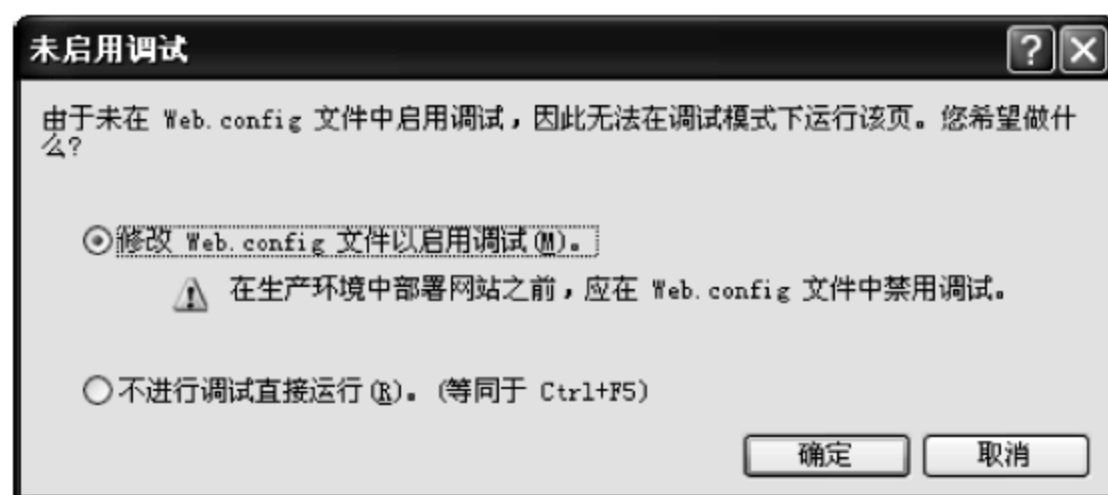 未启用调试
由于未在 Web.config 文件中启用调试，因此无法在调试模式下运行该页。您希望做什
么?
修改 Web.config 文件以启用调试(M)。
在生产环境中部署网站之前，应在 Web.config 文件中禁用调试。
不进行调试直接运行(R)。(等同于 Ctrl+F5)
确定 取消